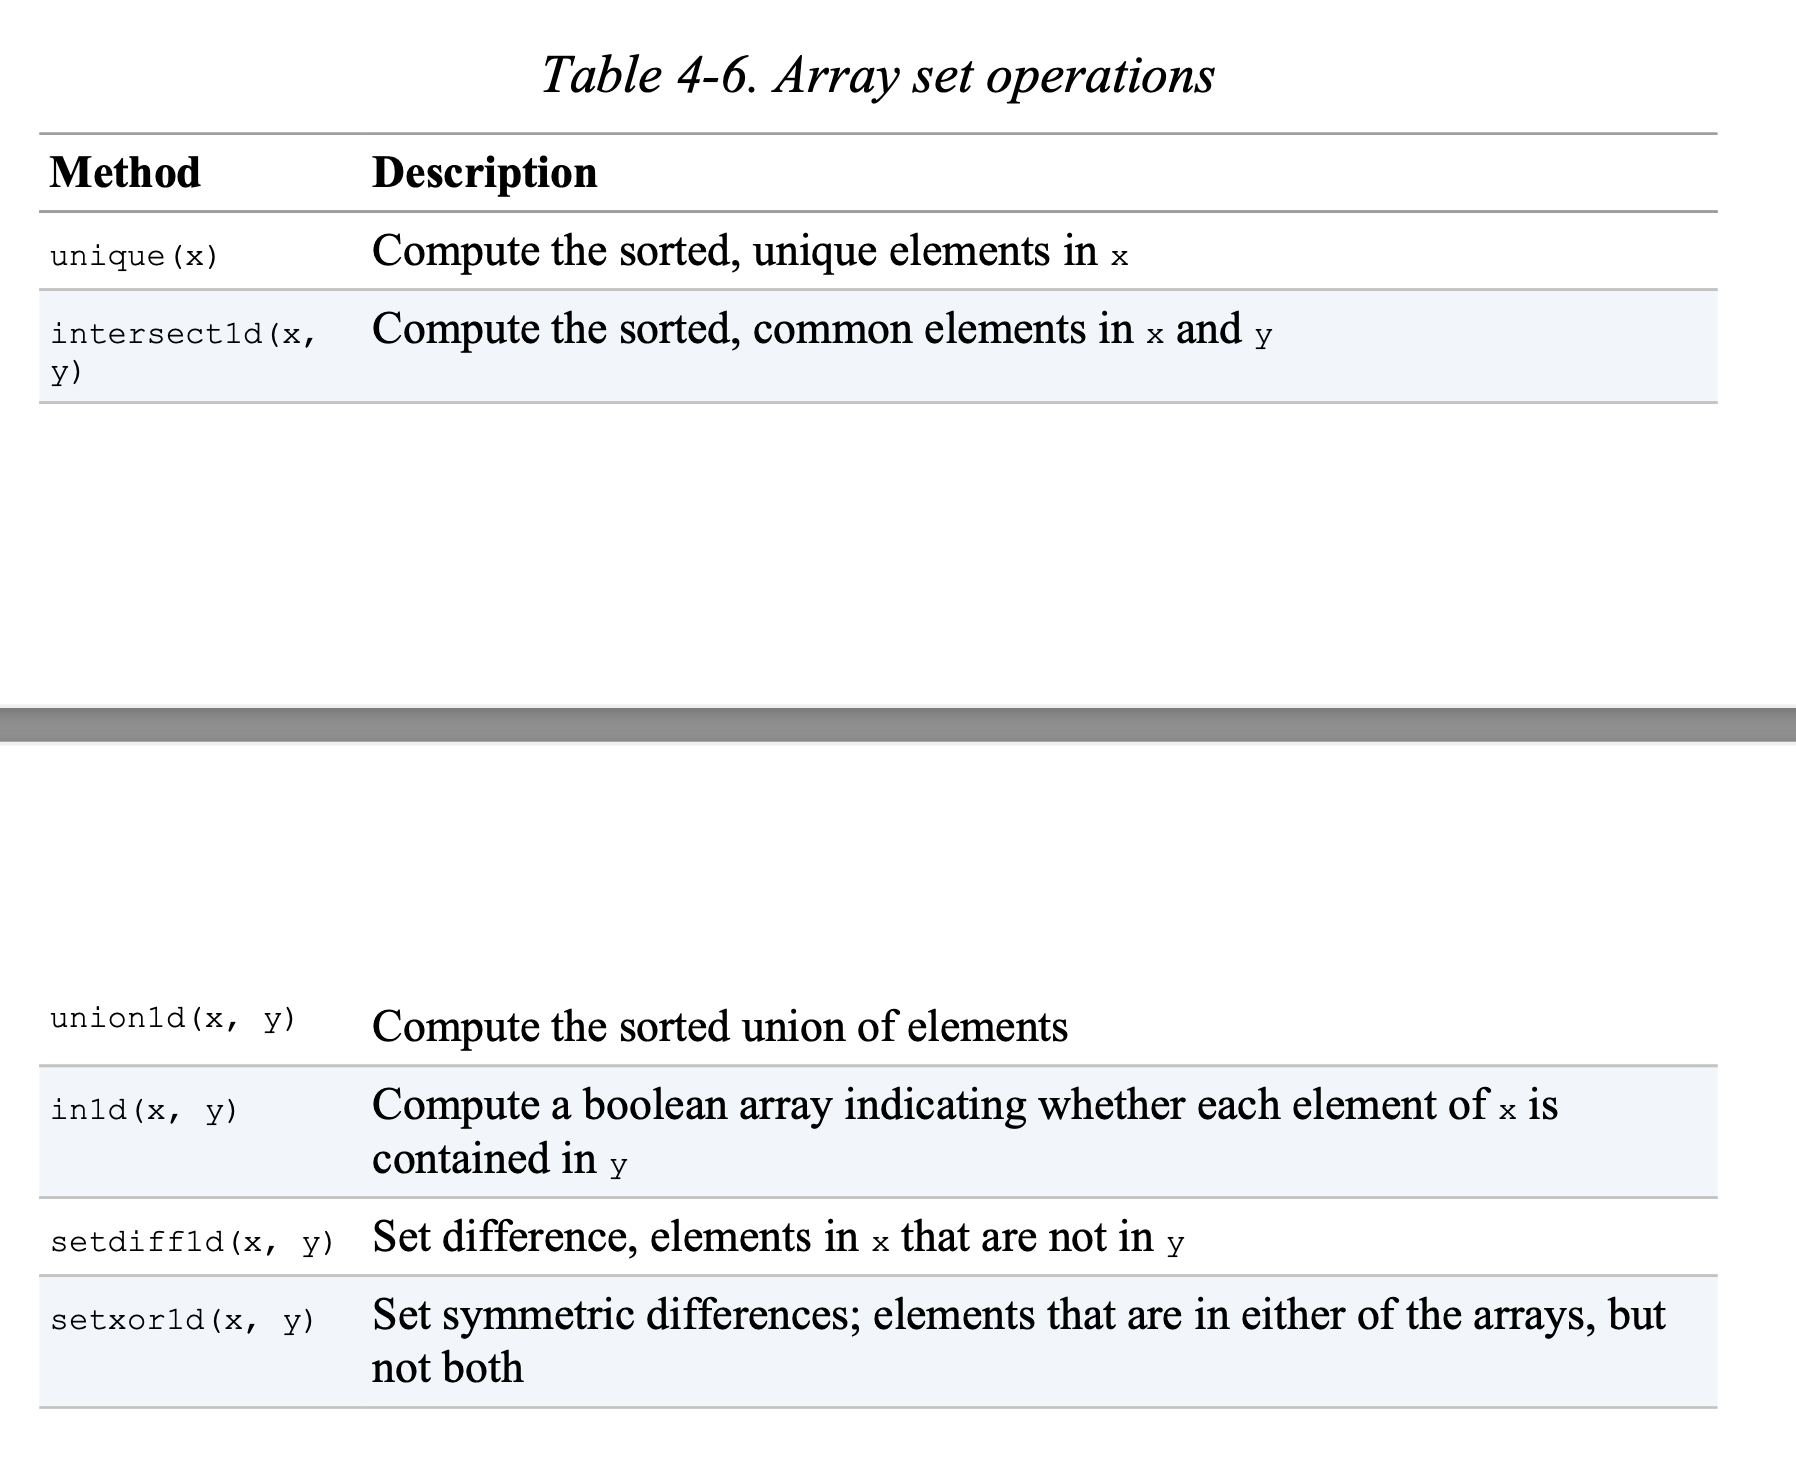 Table 4-6. Array set operations
Method Description
unique(x) Compute the sorted, unique elements in x
intersect1d(x, Compute the sorted, common elements in x and y
y)
union1d(x, y) Compute the sorted union of elements
in1d(x, y) Compute a boolean array indicating whether each element of x is
contained in y
setdiff1d(x, y) Set difference, elements in x that are not in y
setxor1d(x, y) Set symmetric differences; elements that are in either of the arrays, but
not both